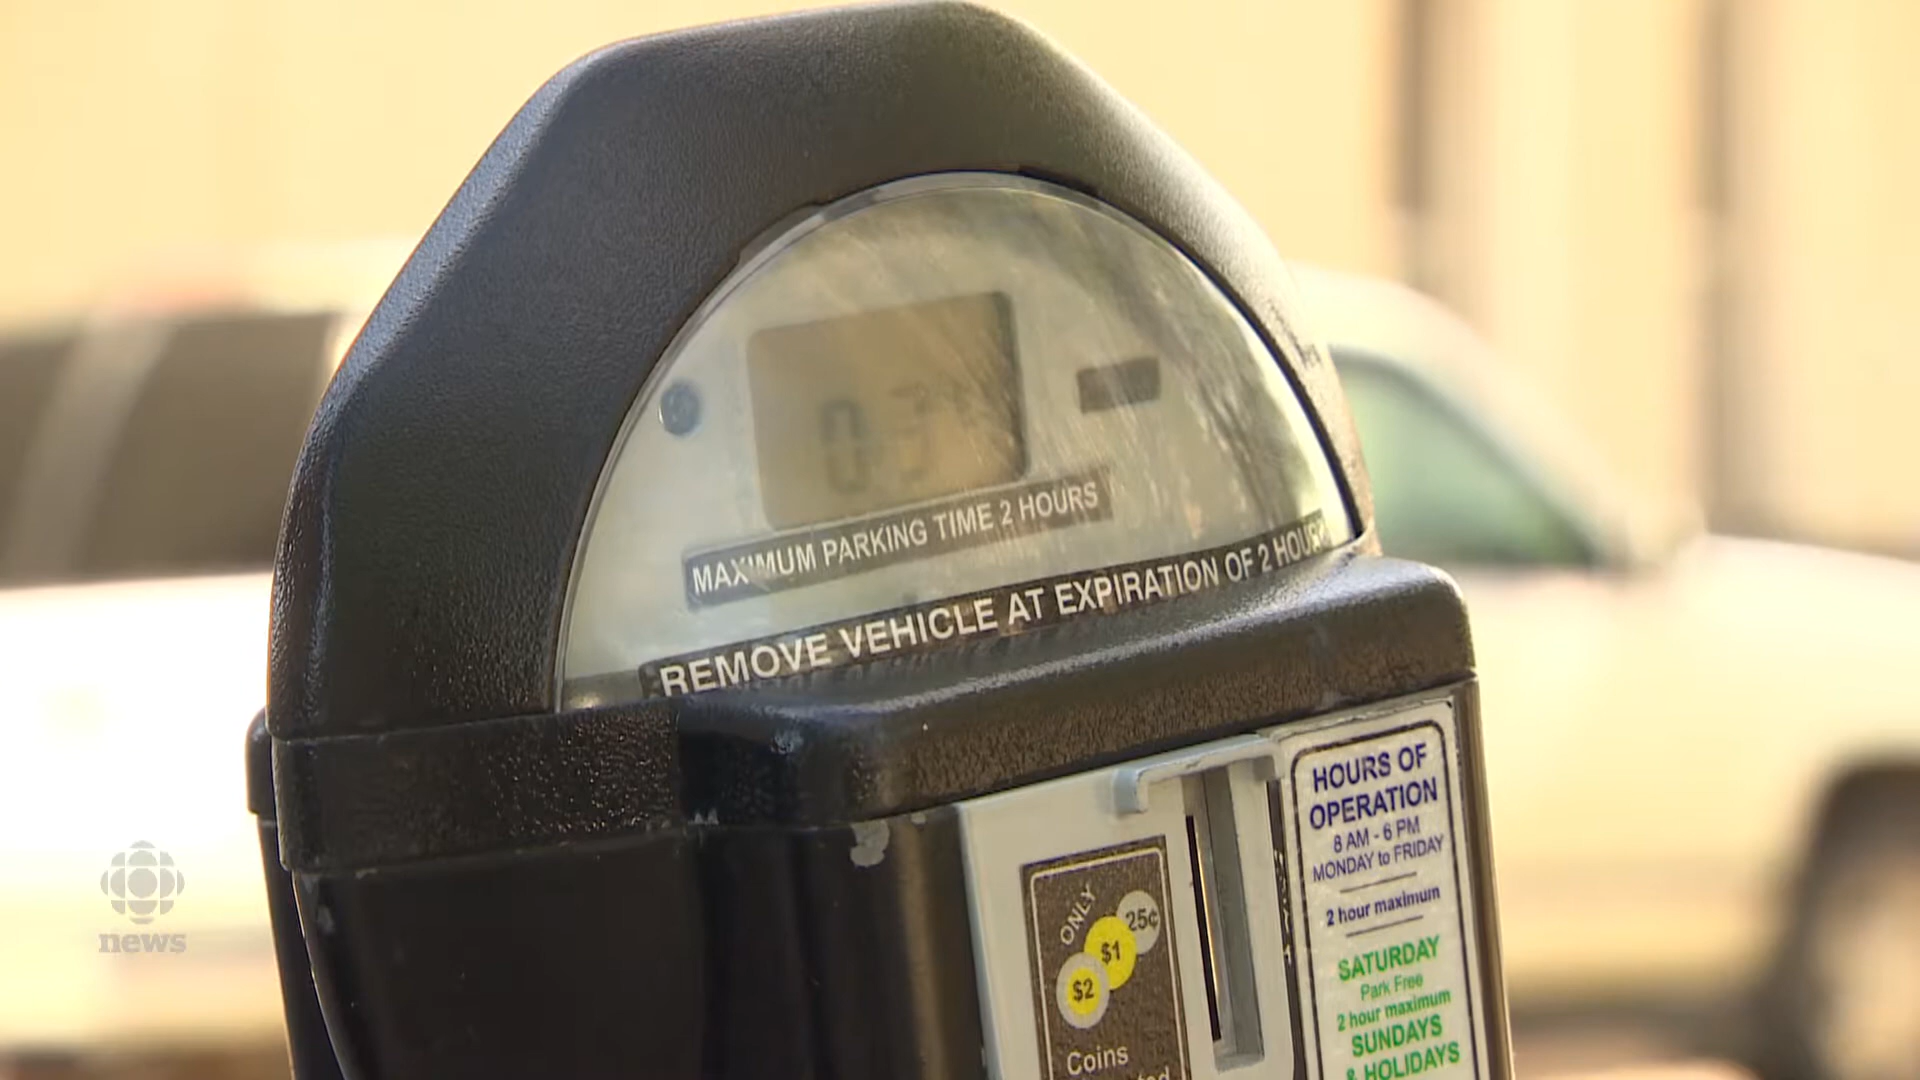 MAXIMUM PARKING TIME 2 HOURS
REMOVE VEHICLE AT EXPIRATION OF 2 HOURS
HOURS OF
OPERATION
8 AM - 6 PM
MONDAY to FRIDAY
2 hour maximum
SATURDAY
Park Free
2 hour maximum
SUNDAYS
& HOLIDAYS
ONLY
25¢
$1
$2
Coins
news